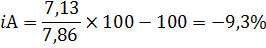 iA = 7,13 / 7,86 × 100 − 100 = −9,3%